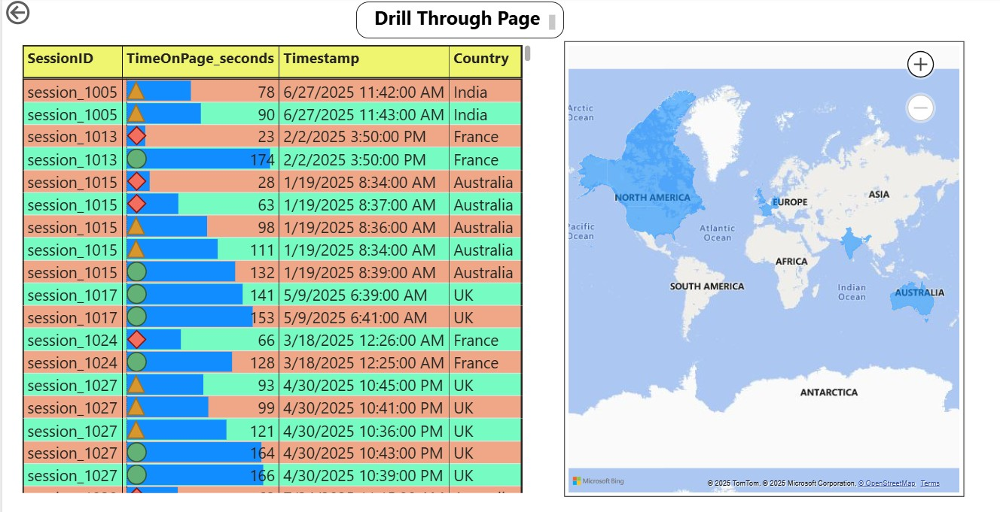 Drill Through Page
SessionID TimeOnPage_seconds Timestamp Country
session_1005 78 6/27/2025 11:42:00 AM India
session_1005 90 6/27/2025 11:43:00 AM India
session_1013 23 2/2/2025 3:50:00 PM France
session_1013 174 2/2/2025 3:50:00 PM France
session_1015 28 1/19/2025 8:34:00 AM Australia
session_1015 63 1/19/2025 8:37:00 AM Australia
session_1015 98 1/19/2025 8:36:00 AM Australia
session_1015 111 1/19/2025 8:34:00 AM Australia
session_1015 132 1/19/2025 8:39:00 AM Australia
session_1017 141 5/9/2025 6:39:00 AM UK
session_1017 153 5/9/2025 6:41:00 AM UK
session_1024 66 3/18/2025 12:26:00 AM France
session_1024 128 3/18/2025 12:25:00 AM France
session_1027 93 4/30/2025 10:45:00 PM UK
session_1027 99 4/30/2025 10:41:00 PM UK
session_1027 121 4/30/2025 10:36:00 PM UK
session_1027 164 4/30/2025 10:43:00 PM UK
session_1027 166 4/30/2025 10:39:00 PM UK
Arctic
Ocean
NORTH AMERICA
EUROPE
ASIA
Pacific
Ocean
Atlantic
Ocean
AFRICA
SOUTH AMERICA
Indian
Ocean
AUSTRALIA
ANTARCTICA
Microsoft Bing
© 2025 TomTom, © 2025 Microsoft Corporation, © OpenStreetMap Terms